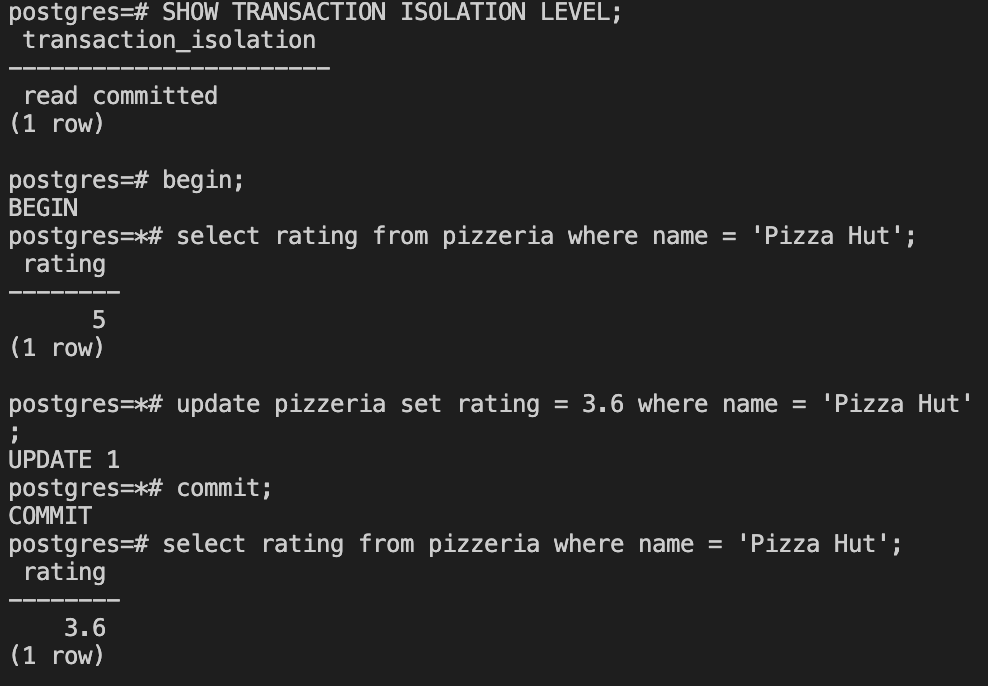 postgres=# SHOW TRANSACTION ISOLATION LEVEL;
 transaction_isolation
-----------------------
 read committed
(1 row)

postgres=# begin;
BEGIN
postgres=*# select rating from pizzeria where name = 'Pizza Hut';
 rating
--------
      5
(1 row)

postgres=*# update pizzeria set rating = 3.6 where name = 'Pizza Hut'
;
UPDATE 1
postgres=*# commit;
COMMIT
postgres=# select rating from pizzeria where name = 'Pizza Hut';
 rating
--------
    3.6
(1 row)